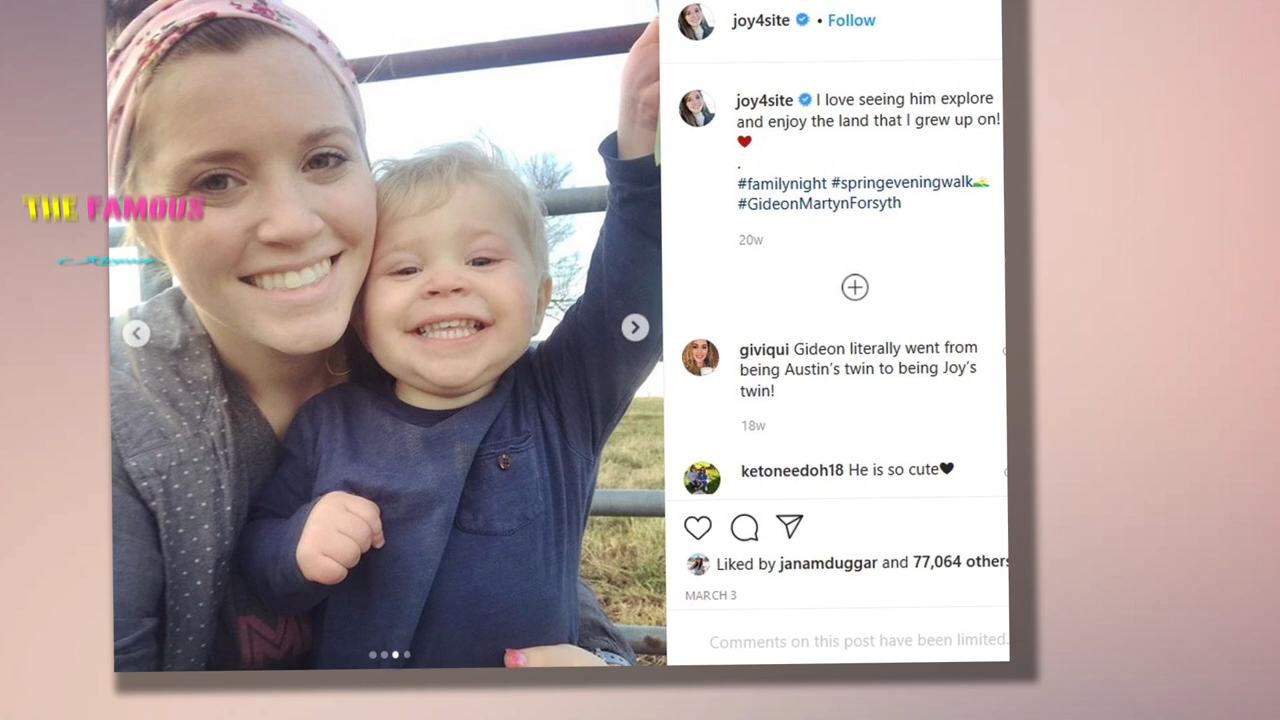 joy4site • Follow
joy4site I love seeing him explore
and enjoy the land that I grew up on!
.
#familynight #springeveningwalk
#GideonMartynForsyth
20w
THE FAMOUS
giviqui Gideon literally went from
being Austin's twin to being Joy's
twin!
18w
ketoneedoh18 He is so cute
Liked by janamduggar and 77,064 others
MARCH 3
Comments on this post have been limited.